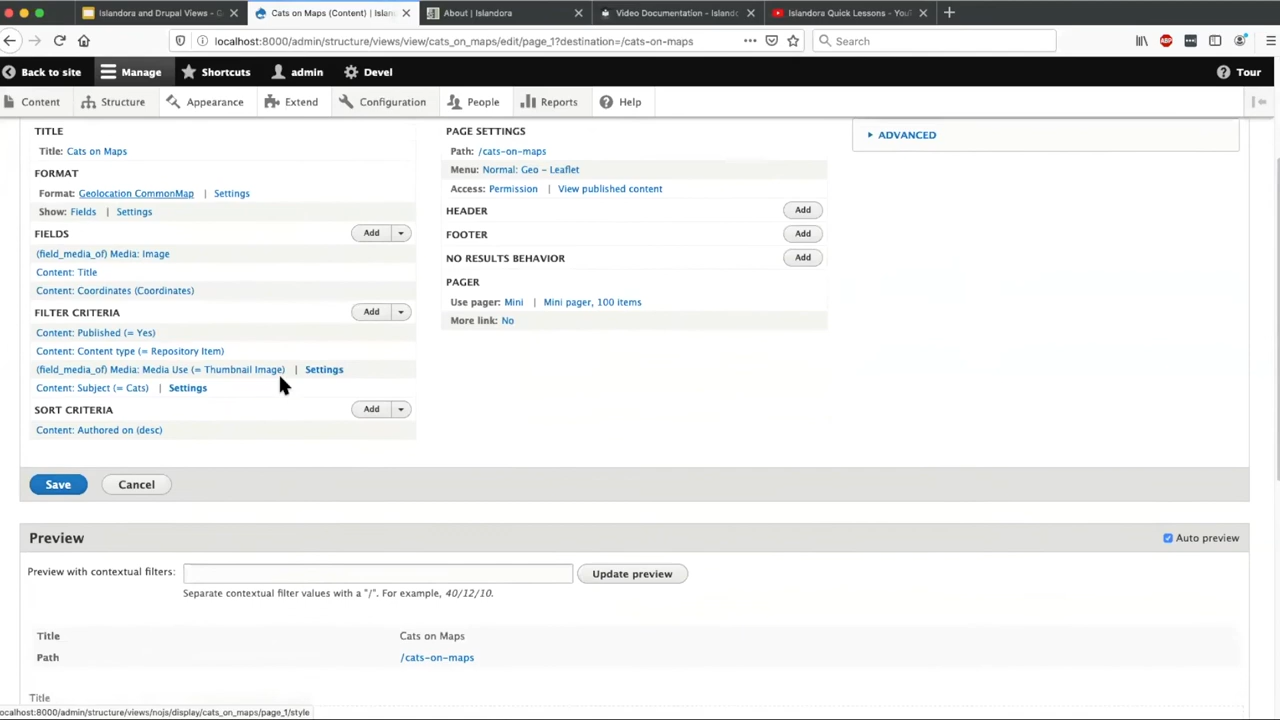 Islandora and Drupal Views - G
Cats on Maps (Content) | Islan
About | Islandora
Video Documentation - Islando
Islandora Quick Lessons - YouT
localhost:8000/admin/structure/views/view/cats_on_maps/edit/page_1?destination=/cats-on-maps
Search
Back to site
Manage
Shortcuts
admin
Devel
Tour
Content
Structure
Appearance
Extend
Configuration
People
Reports
Help
TITLE
Title: Cats on Maps
FORMAT
Format: Geolocation CommonMap | Settings
Show: Fields | Settings
FIELDS
Add
(field_media_of) Media: Image
Content: Title
Content: Coordinates (Coordinates)
FILTER CRITERIA
Add
Content: Published (= Yes)
Content: Content type (= Repository Item)
(field_media_of) Media: Media Use (= Thumbnail Image) | Settings
Content: Subject (= Cats) | Settings
SORT CRITERIA
Add
Content: Authored on (desc)
PAGE SETTINGS
Path: /cats-on-maps
Menu: Normal: Geo - Leaflet
Access: Permission | View published content
HEADER
Add
FOOTER
Add
NO RESULTS BEHAVIOR
Add
PAGER
Use pager: Mini | Mini pager, 100 items
More link: No
ADVANCED
Save
Cancel
Preview
Auto preview
Preview with contextual filters:
Update preview
Separate contextual filter values with a "/". For example, 40/12/10.
Title Cats on Maps
Path /cats-on-maps
Title
localhost:8000/admin/structure/views/nojs/display/cats_on_maps/page_1/style